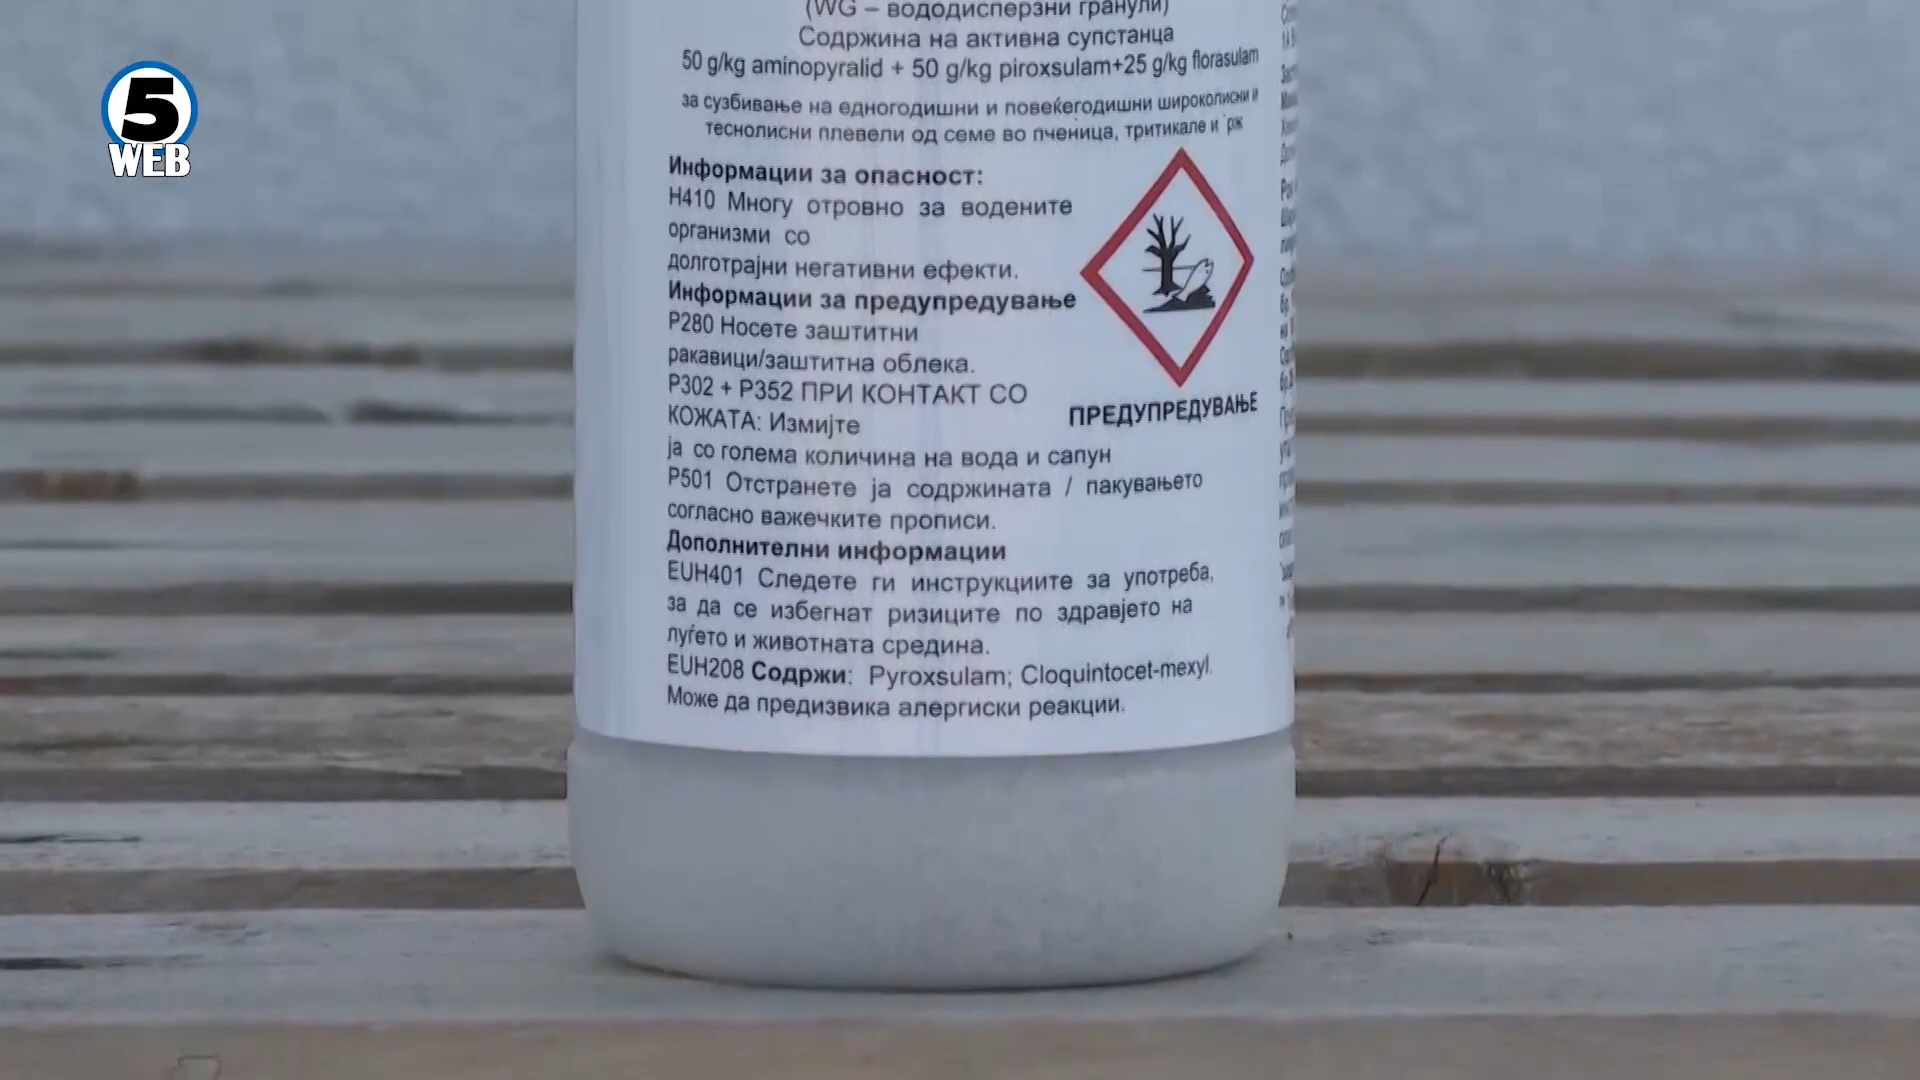 5
WEB
(WG – вододисперзни гранули)
Содржина на активна супстанца
50 g/kg aminopyralid + 50 g/kg piroxsulam+25 g/kg florasulam
за сузбивање на едногодишни и повеќегодишни широколисни и
теснолисни плевели од семе во пченица, тритикале и рж
Информации за опасност:
H410 Многу отровно за водените
организми со
долготрајни негативни ефекти.
Информации за предупредување
P280 Носете заштитни
ракавици/заштитна облека.
P302 + P352 ПРИ КОНТАКТ СО
КОЖАТА: Измијте
ја со голема количина на вода и сапун
P501 Отстранете ја содржината / пакувањето
согласно важечките прописи.
ПРЕДУПРЕДУВАЊЕ
Дополнителни информации
EUH401 Следете ги инструкциите за употреба,
за да се избегнат ризиците по здравјето на
луѓето и животната средина.
EUH208 Содржи: Pyroxsulam; Cloquintocet-mexyl.
Може да предизвика алергиски реакции.